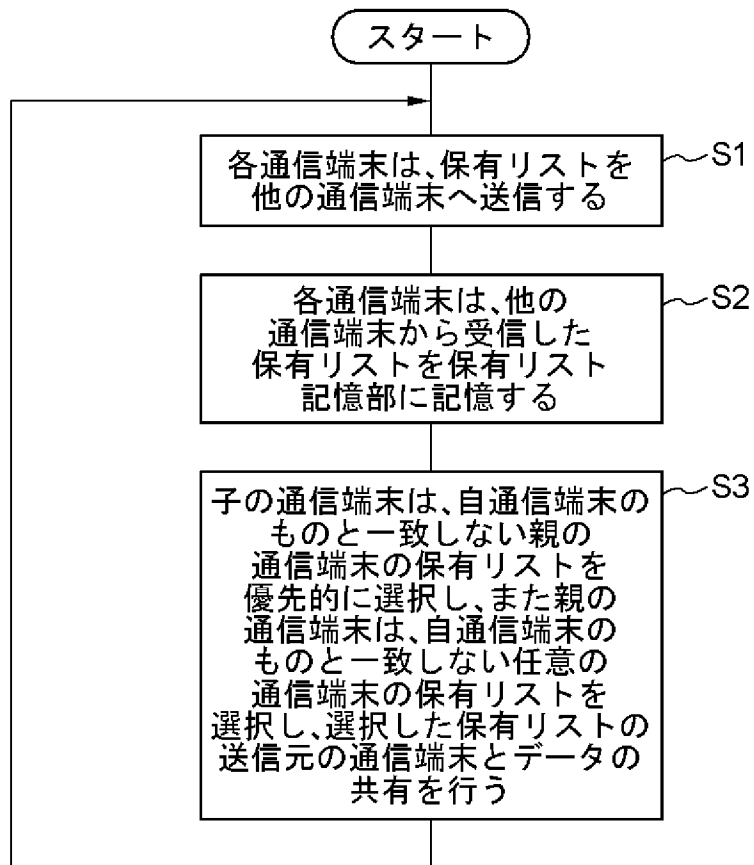 スタート
各通信端末は、保有リストを
他の通信端末へ送信する
S1
各通信端末は、他の
通信端末から受信した
保有リストを保有リスト
記憶部に記憶する
S2
子の通信端末は、自通信端末の
ものと一致しない親の
通信端末の保有リストを
優先的に選択し、また親の
通信端末は、自通信端末の
ものと一致しない任意の
通信端末の保有リストを
選択し、選択した保有リストの
送信元の通信端末とデータの
共有を行う
S3